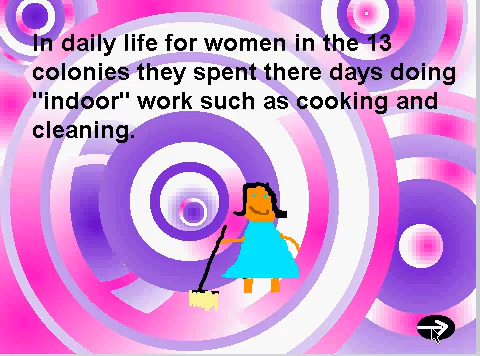 In daily life for women in the 13
colonies they spent there days doing
"indoor" work such as cooking and
cleaning.